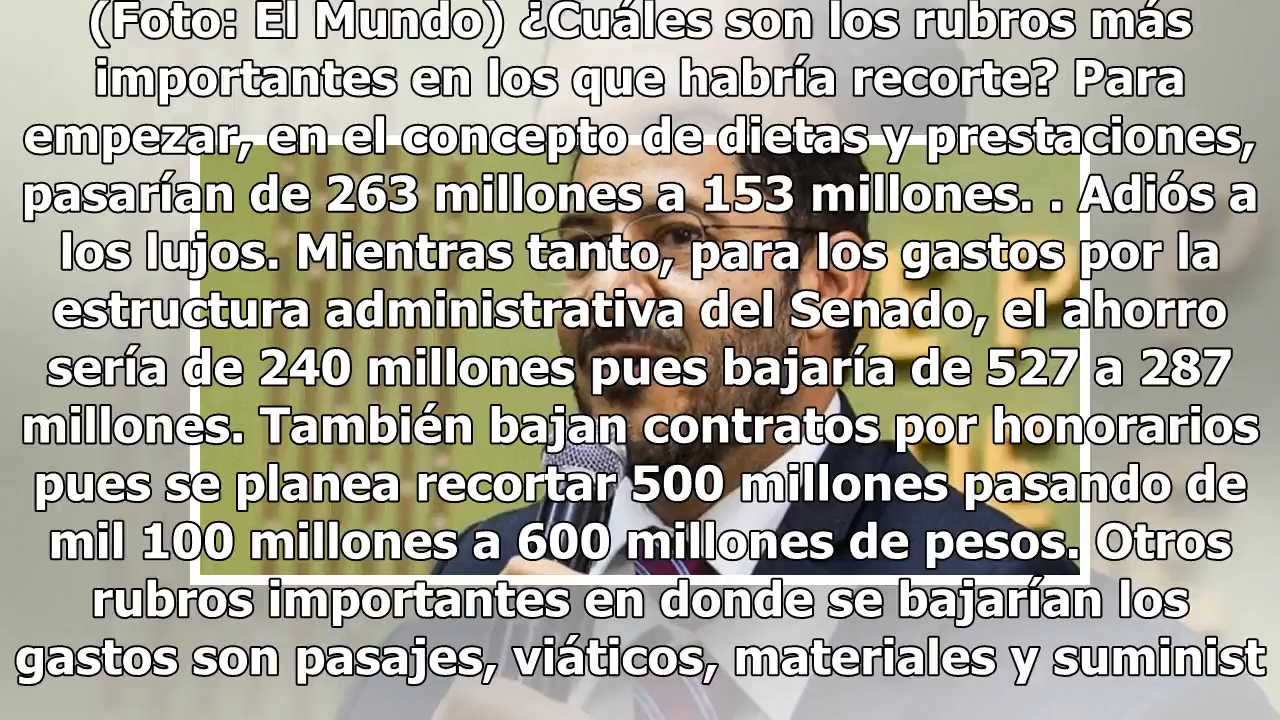 (Foto: El Mundo) ¿Cuáles son los rubros más
importantes en los que habría recorte? Para
empezar, en el concepto de dietas y prestaciones,
pasarían de 263 millones a 153 millones. . Adiós a
los lujos. Mientras tanto, para los gastos por la
estructura administrativa del Senado, el ahorro
sería de 240 millones pues bajaría de 527 a 287
millones. También bajan contratos por honorarios
pues se planea recortar 500 millones pasando de
mil 100 millones a 600 millones de pesos. Otros
rubros importantes en donde se bajarían los
gastos son pasajes, viáticos, materiales y suminist